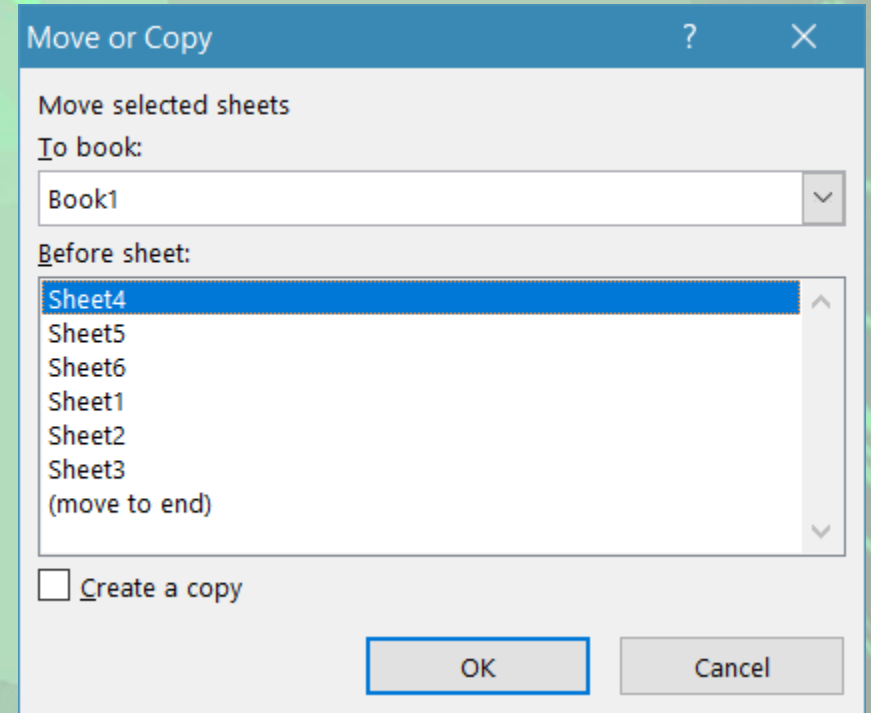 Move or Copy ?
Move selected sheets
To book:
Book1
Before sheet:
Sheet4
Sheet5
Sheet6
Sheet1
Sheet2
Sheet3
(move to end)
Create a copy
OK Cancel